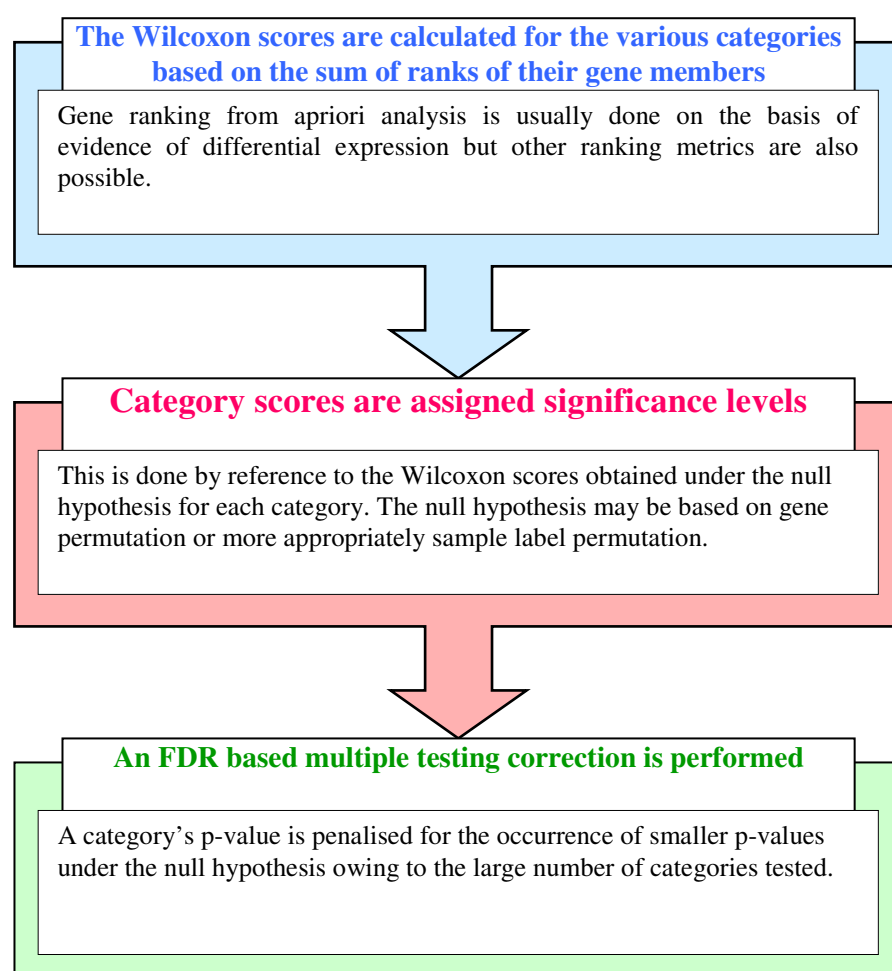 The Wilcoxon scores are calculated for the various categories
based on the sum of ranks of their gene members
Gene ranking from apriori analysis is usually done on the basis of
evidence of differential expression but other ranking metrics are also
possible.
Category scores are assigned significance levels
This is done by reference to the Wilcoxon scores obtained under the null
hypothesis for each category. The null hypothesis may be based on gene
permutation or more appropriately sample label permutation.
An FDR based multiple testing correction is performed
A category's p-value is penalised for the occurrence of smaller p-values
under the null hypothesis owing to the large number of categories tested.